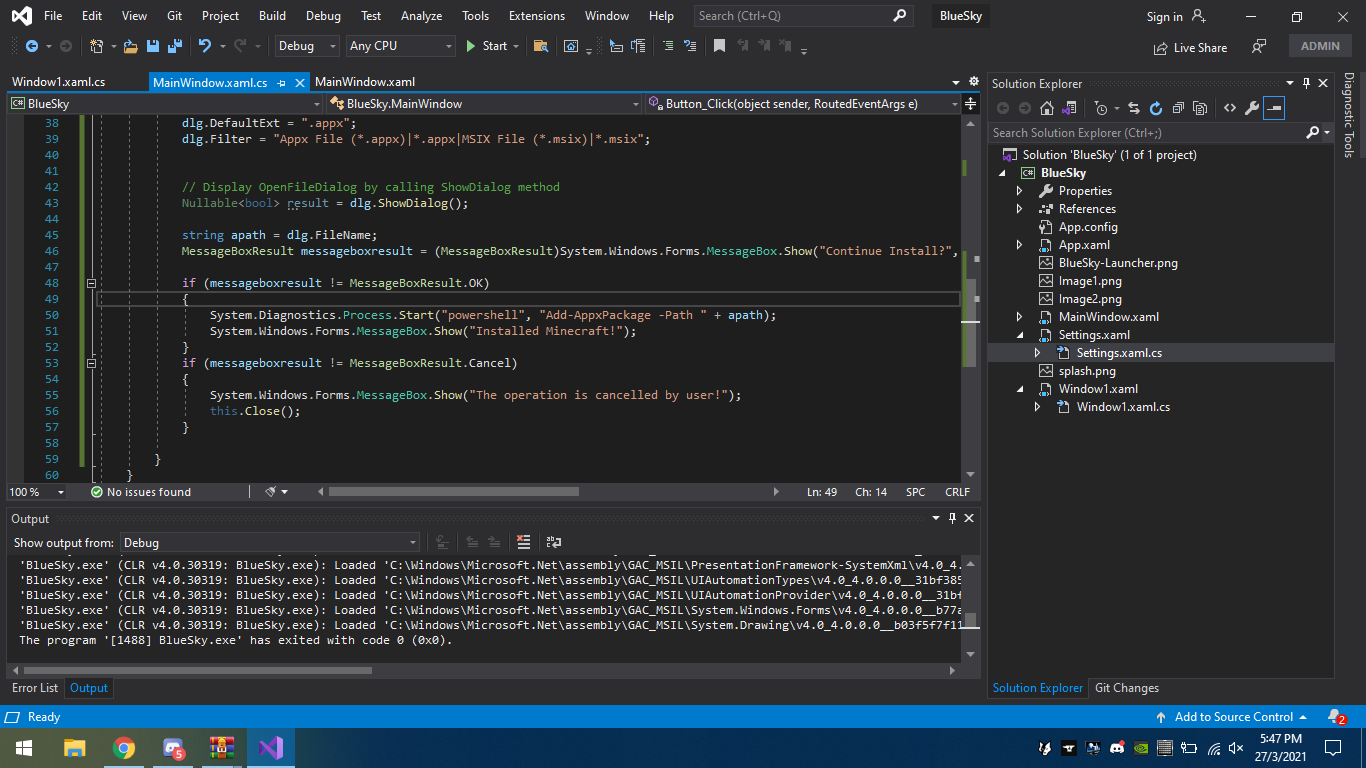 File Edit View Git Project Build Debug Test Analyze Tools Extensions Window Help Search (Ctrl+Q) BlueSky Sign in
Debug Any CPU Start Live Share ADMIN
Window1.xaml.cs MainWindow.xaml.cs MainWindow.xaml
C# BlueSky BlueSky.MainWindow Button_Click(object sender, RoutedEventArgs e)
38 dlg.DefaultExt = ".appx";
39 dlg.Filter = "Appx File (*.appx)|*.appx|MSIX File (*.msix)|*.msix";
40
41
42 // Display OpenFileDialog by calling ShowDialog method
43 Nullable<bool> result = dlg.ShowDialog();
44
45 string apath = dlg.FileName;
46 MessageBoxResult messageboxresult = (MessageBoxResult)System.Windows.Forms.MessageBox.Show("Continue Install?",
47
48 if (messageboxresult != MessageBoxResult.OK)
49 {
50 System.Diagnostics.Process.Start("powershell", "Add-AppxPackage -Path " + apath);
51 System.Windows.Forms.MessageBox.Show("Installed Minecraft!");
52 }
53 if (messageboxresult != MessageBoxResult.Cancel)
54 {
55 System.Windows.Forms.MessageBox.Show("The operation is cancelled by user!");
56 this.Close();
57 }
58
59 }
60 }
100 % No issues found Ln: 49 Ch: 14 SPC CRLF
Output
Show output from: Debug
'BlueSky.exe' (CLR v4.0.30319: BlueSky.exe): Loaded 'C:\Windows\Microsoft.Net\assembly\GAC_MSIL\PresentationFramework-SystemXml\v4.0_4.
'BlueSky.exe' (CLR v4.0.30319: BlueSky.exe): Loaded 'C:\Windows\Microsoft.Net\assembly\GAC_MSIL\UIAutomationTypes\v4.0_4.0.0.0__31bf385
'BlueSky.exe' (CLR v4.0.30319: BlueSky.exe): Loaded 'C:\Windows\Microsoft.Net\assembly\GAC_MSIL\UIAutomationProvider\v4.0_4.0.0.0__31bf
'BlueSky.exe' (CLR v4.0.30319: BlueSky.exe): Loaded 'C:\Windows\Microsoft.Net\assembly\GAC_MSIL\System.Windows.Forms\v4.0_4.0.0.0__b77a
'BlueSky.exe' (CLR v4.0.30319: BlueSky.exe): Loaded 'C:\Windows\Microsoft.Net\assembly\GAC_MSIL\System.Drawing\v4.0_4.0.0.0__b03f5f7f11
The program '[1488] BlueSky.exe' has exited with code 0 (0x0).
Error List Output
Solution Explorer
Search Solution Explorer (Ctrl+;)
Solution 'BlueSky' (1 of 1 project)
C# BlueSky
Properties
References
App.config
App.xaml
BlueSky-Launcher.png
Image1.png
Image2.png
MainWindow.xaml
Settings.xaml
Settings.xaml.cs
splash.png
Window1.xaml
Window1.xaml.cs
Solution Explorer Git Changes
Diagnostic Tools
Ready Add to Source Control 2
5
5:47 PM
27/3/2021